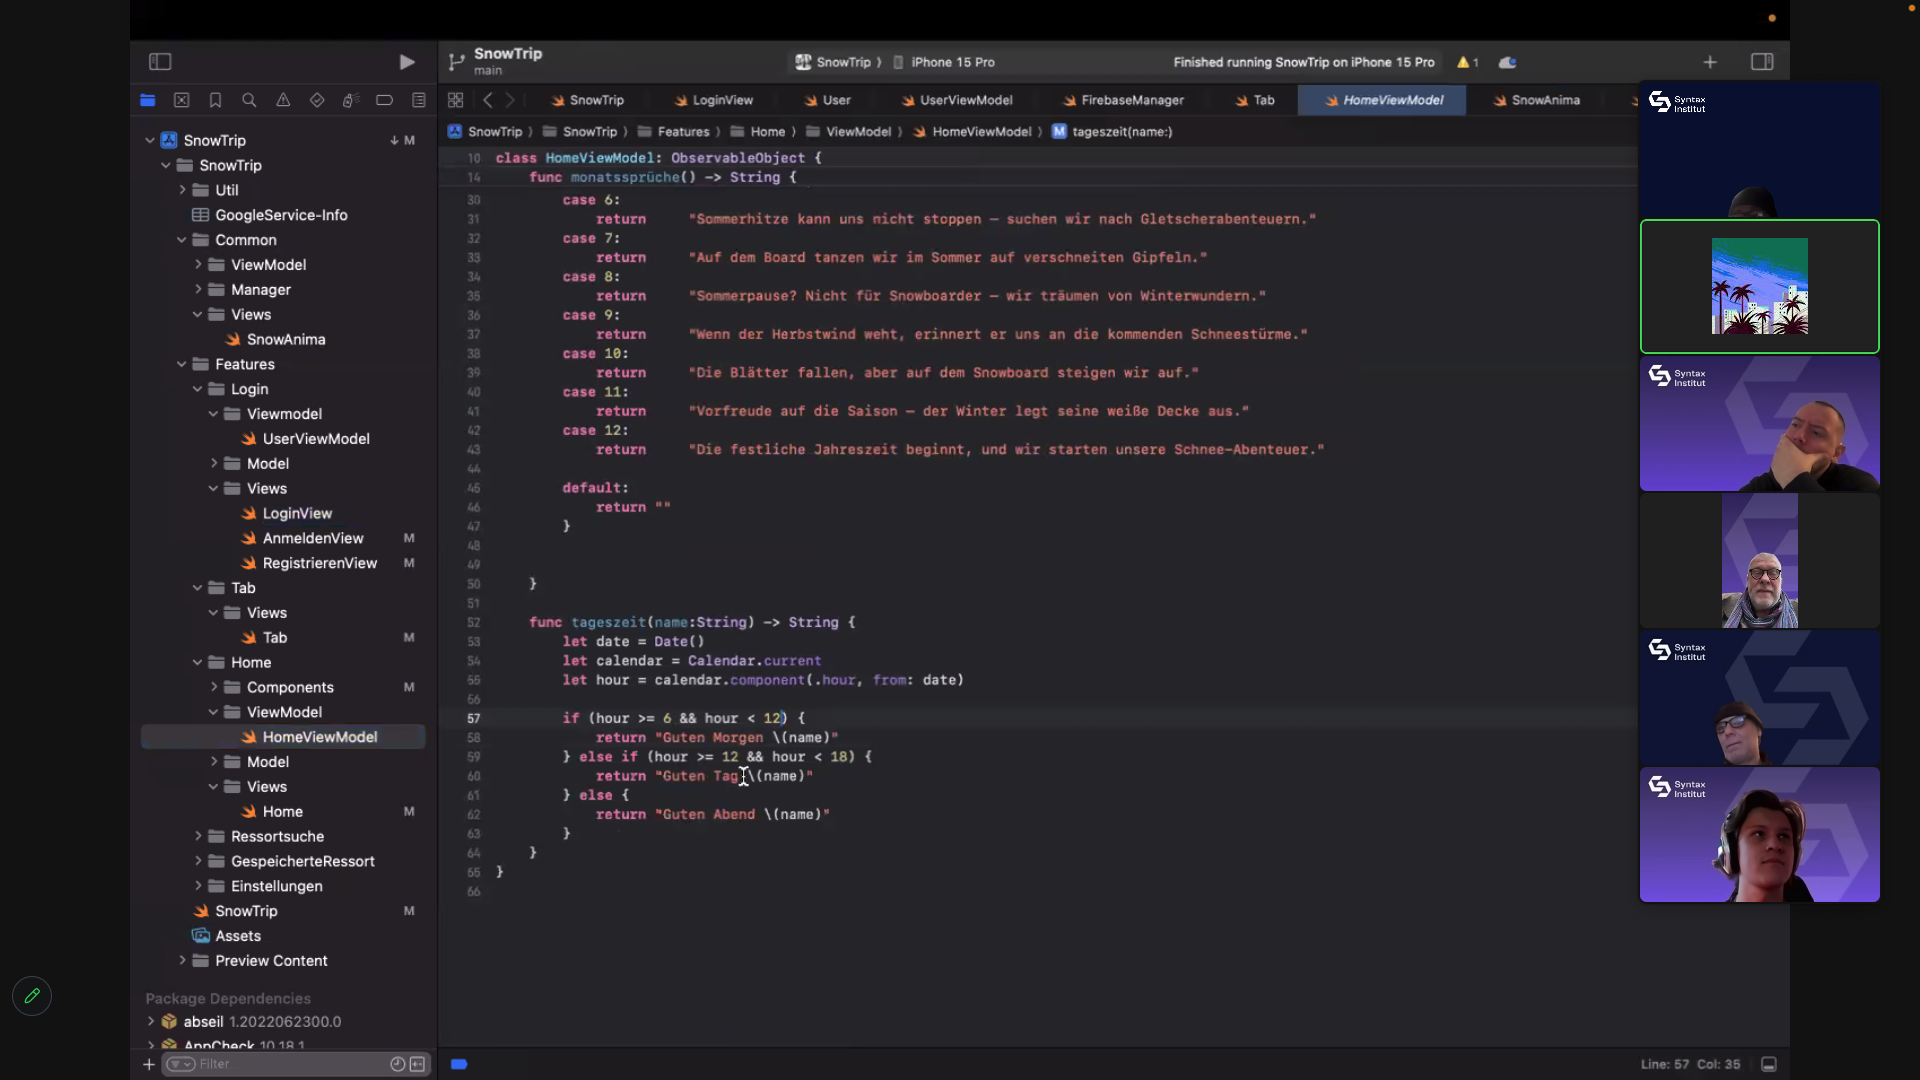 SnowTrip
main
SnowTrip
iPhone 15 Pro
Finished running SnowTrip on iPhone 15 Pro
1
SnowTrip
LoginView
User
UserViewModel
FirebaseManager
Tab
HomeViewModel
SnowAnima
SnowTrip
SnowTrip
Features
Home
ViewModel
HomeViewModel
M
tageszeit(name:)
SnowTrip
M
SnowTrip
Util
GoogleService-Info
Common
ViewModel
Manager
Views
SnowAnima
Features
Login
Viewmodel
UserViewModel
Model
Views
LoginView
AnmeldenView M
RegistrierenView M
Tab
Views
Tab M
Home
Components M
ViewModel
HomeViewModel
Model
Views
Home M
Ressortsuche
GespeicherteRessort
Einstellungen
SnowTrip M
Assets
Preview Content
Package Dependencies
abseil 1.2022062300.0
AppCheck 10.18.1
Filter
10 class HomeViewModel: ObservableObject {
14 func monatssprüche() -> String {
30 case 6:
31 return "Sommerhitze kann uns nicht stoppen – suchen wir nach Gletscherabenteuern."
32 case 7:
33 return "Auf dem Board tanzen wir im Sommer auf verschneiten Gipfeln."
34 case 8:
35 return "Sommerpause? Nicht für Snowboarder – wir träumen von Winterwundern."
36 case 9:
37 return "Wenn der Herbstwind weht, erinnert er uns an die kommenden Schneestürme."
38 case 10:
39 return "Die Blätter fallen, aber auf dem Snowboard steigen wir auf."
40 case 11:
41 return "Vorfreude auf die Saison – der Winter legt seine weiße Decke aus."
42 case 12:
43 return "Die festliche Jahreszeit beginnt, und wir starten unsere Schnee-Abenteuer."
44
45 default:
46 return ""
47 }
48
49
50 }
51
52 func tageszeit(name:String) -> String {
53 let date = Date()
54 let calendar = Calendar.current
55 let hour = calendar.component(.hour, from: date)
56
57 if (hour >= 6 && hour < 12) {
58 return "Guten Morgen \(name)"
59 } else if (hour >= 12 && hour < 18) {
60 return "Guten Tag \(name)"
61 } else {
62 return "Guten Abend \(name)"
63 }
64 }
65 }
66
Line: 57 Col: 35
Syntax
Institut
Syntax
Institut
Syntax
Institut
Syntax
Institut